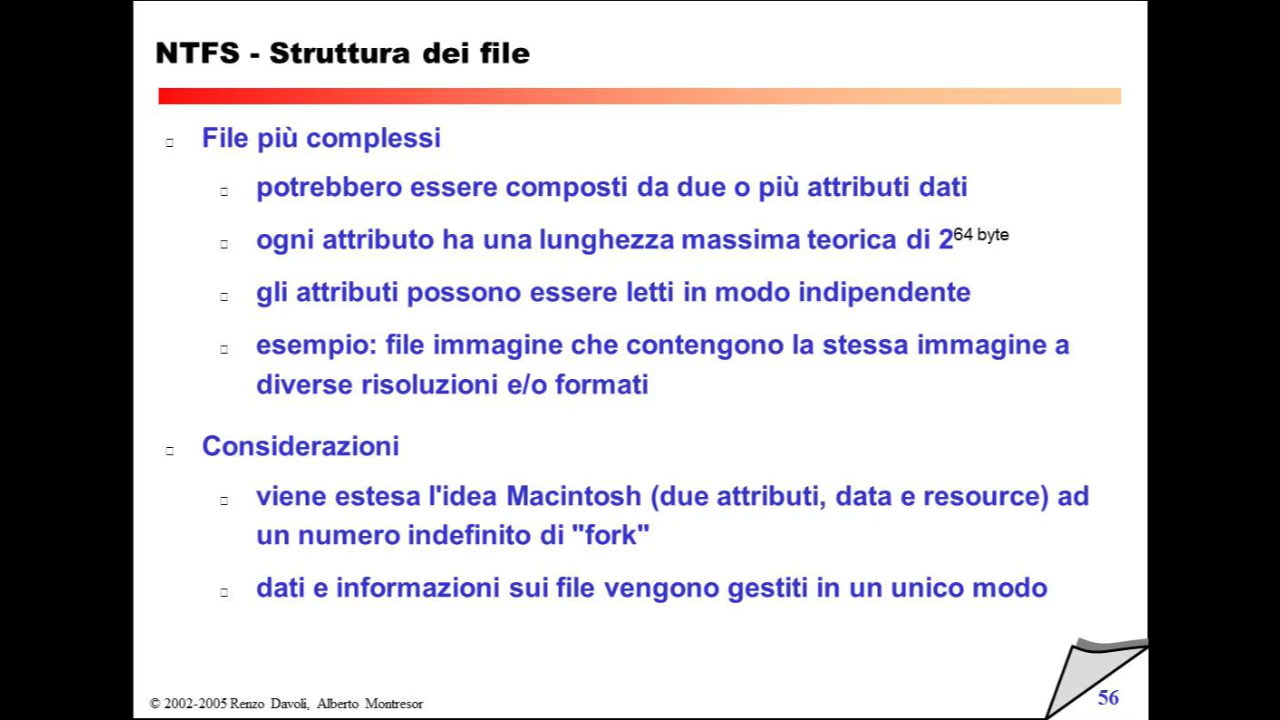 NTFS - Struttura dei file
File più complessi
potrebbero essere composti da due o più attributi dati
ogni attributo ha una lunghezza massima teorica di 2^64 byte
gli attributi possono essere letti in modo indipendente
esempio: file immagine che contengono la stessa immagine a
diverse risoluzioni e/o formati
Considerazioni
viene estesa l'idea Macintosh (due attributi, data e resource) ad
un numero indefinito di "fork"
dati e informazioni sui file vengono gestiti in un unico modo
© 2002-2005 Renzo Davoli, Alberto Montresor
56